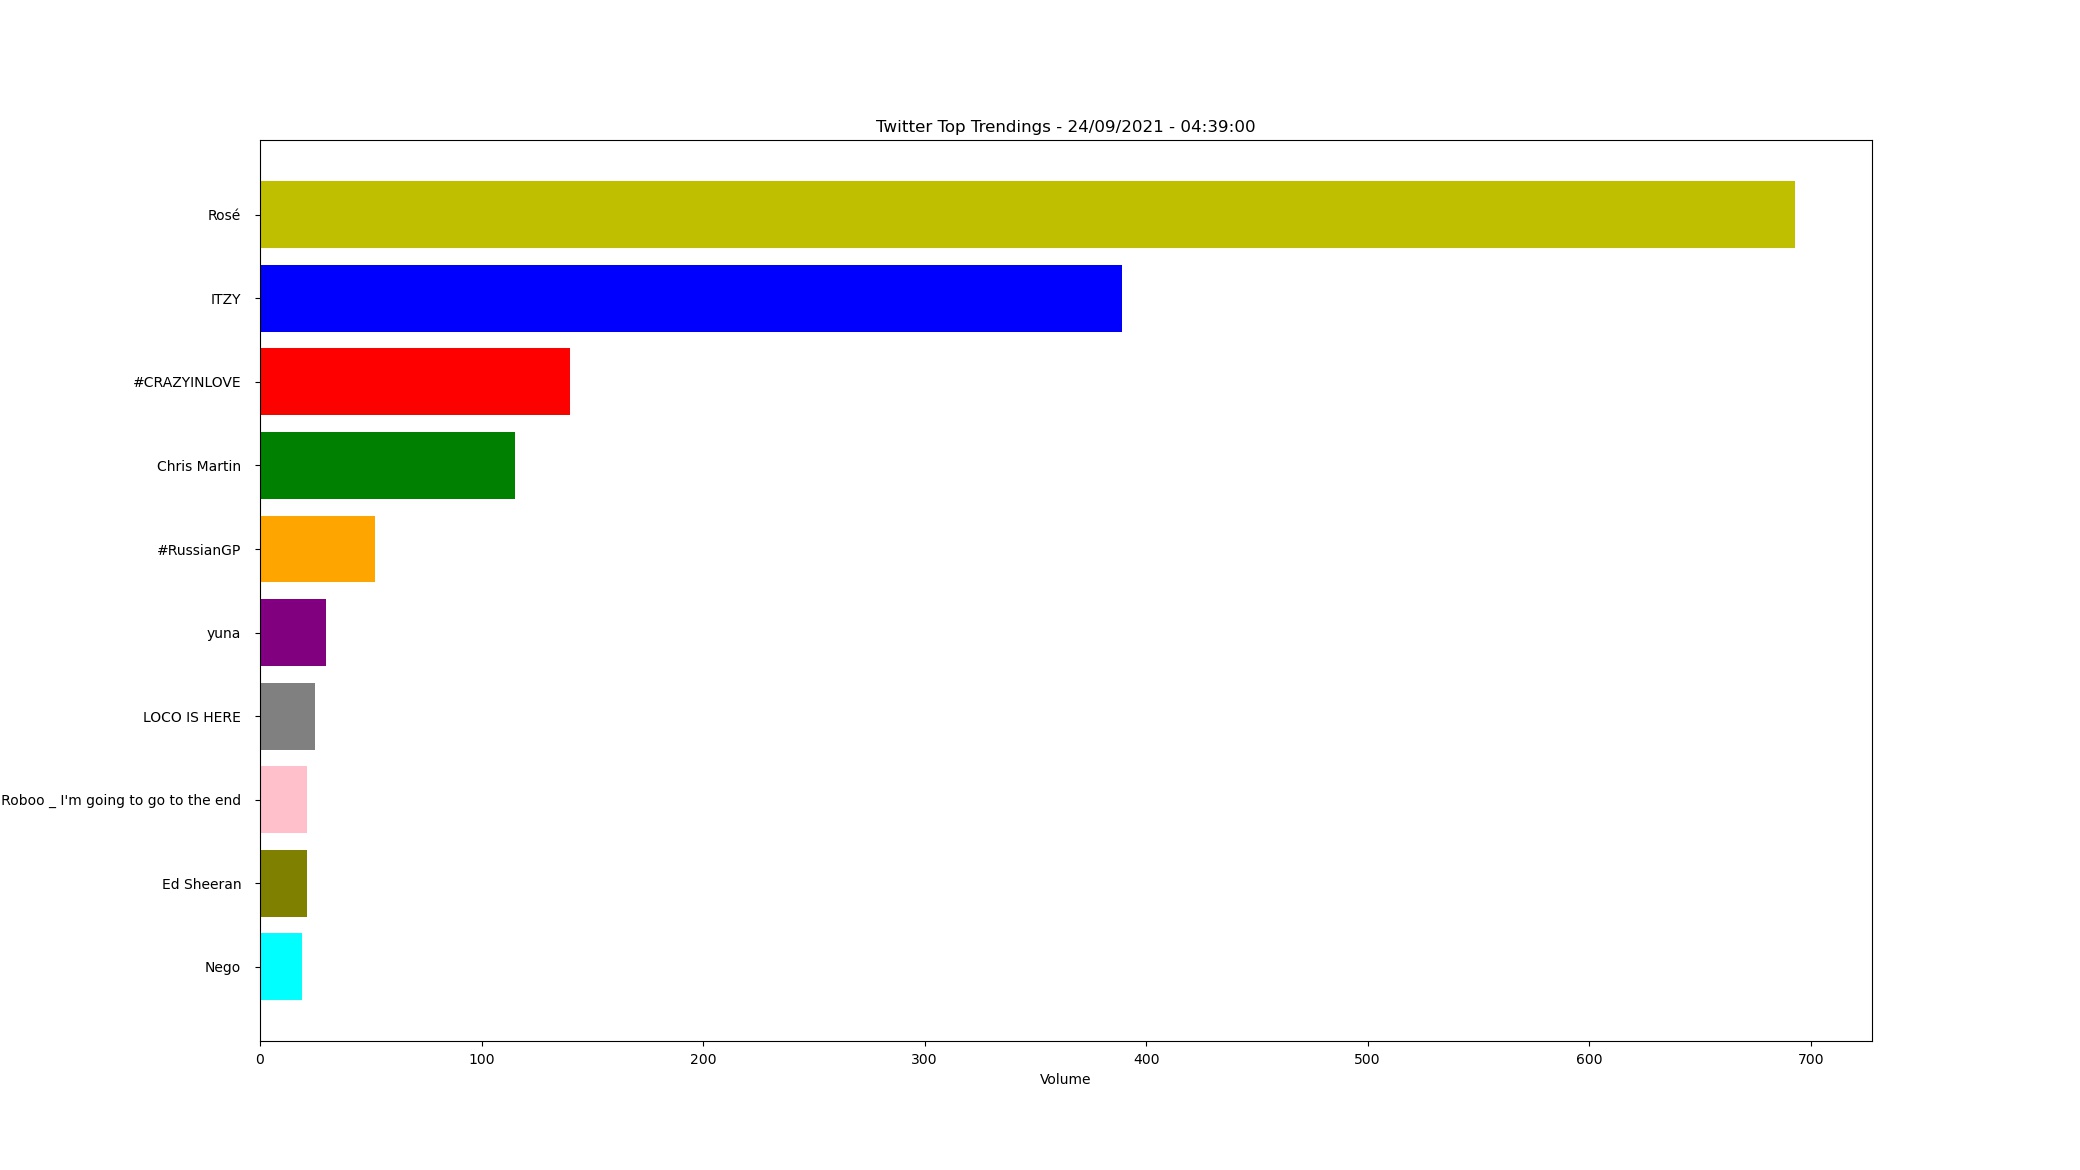 Twitter Top Trendings - 24/09/2021 - 04:39:00
Rosé
ITZY
#CRAZYINLOVE
Chris Martin
#RussianGP
yuna
LOCO IS HERE
Roboo _ I'm going to go to the end
Ed Sheeran
Nego
0 100 200 300 400 500 600 700
Volume